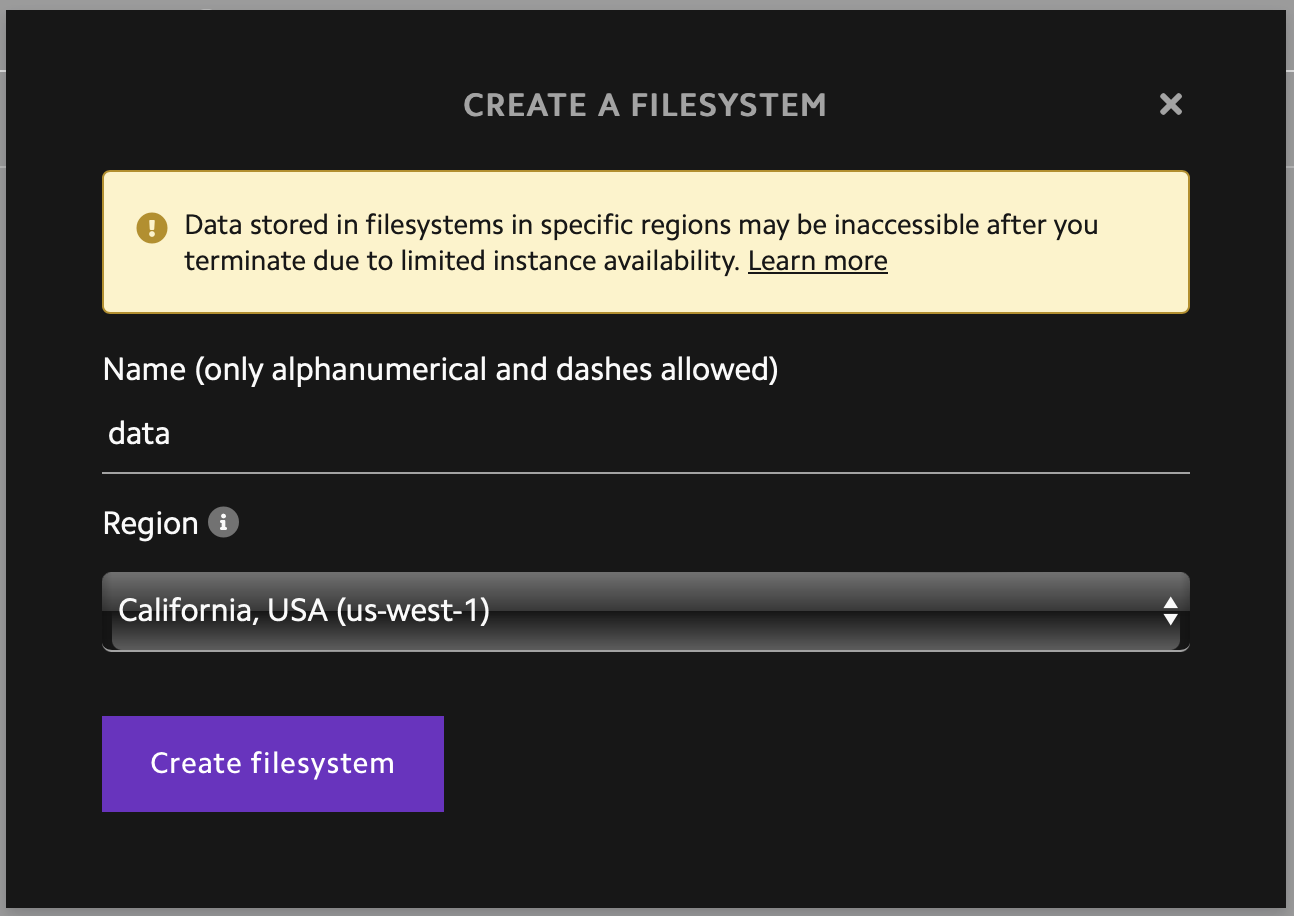 CREATE A FILESYSTEM
Data stored in filesystems in specific regions may be inaccessible after you
terminate due to limited instance availability. Learn more
Name (only alphanumerical and dashes allowed)
data
Region
California, USA (us-west-1)
Create filesystem